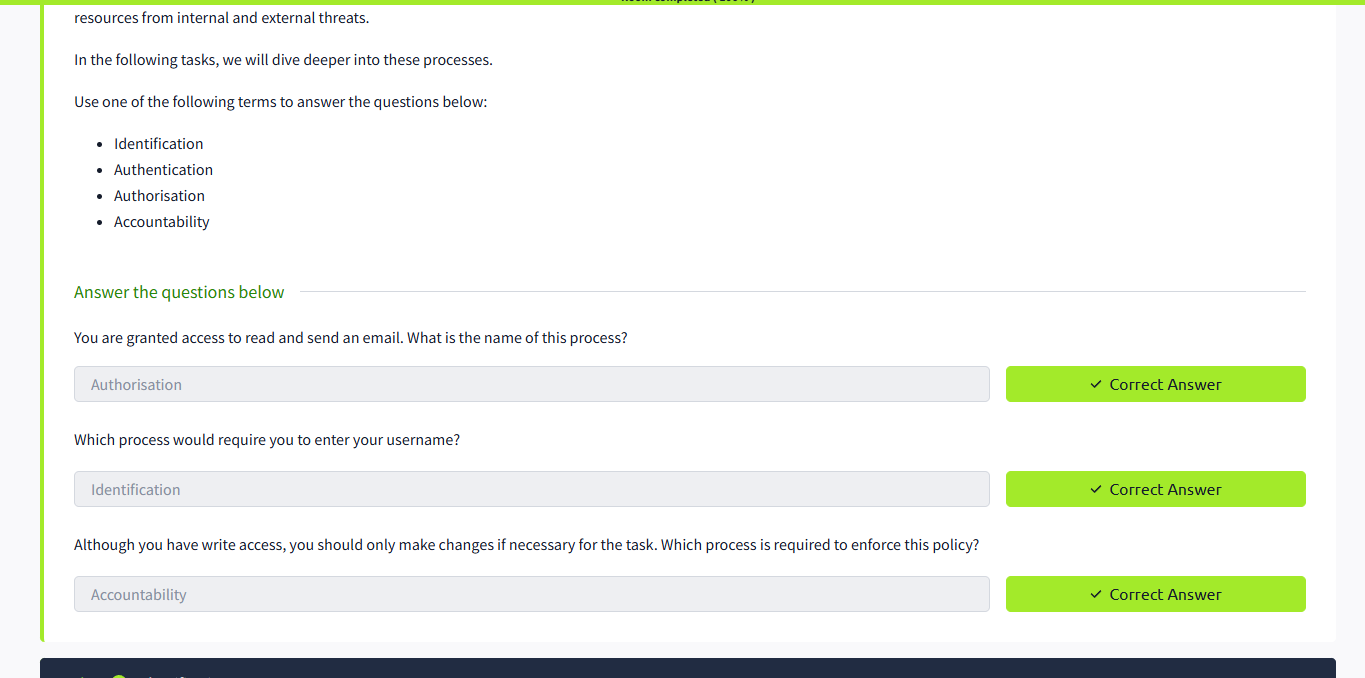 resources from internal and external threats.
In the following tasks, we will dive deeper into these processes.
Use one of the following terms to answer the questions below:
Identification
Authentication
Authorisation
Accountability
Answer the questions below
You are granted access to read and send an email. What is the name of this process?
Authorisation
✓ Correct Answer
Which process would require you to enter your username?
Identification
✓ Correct Answer
Although you have write access, you should only make changes if necessary for the task. Which process is required to enforce this policy?
Accountability
✓ Correct Answer